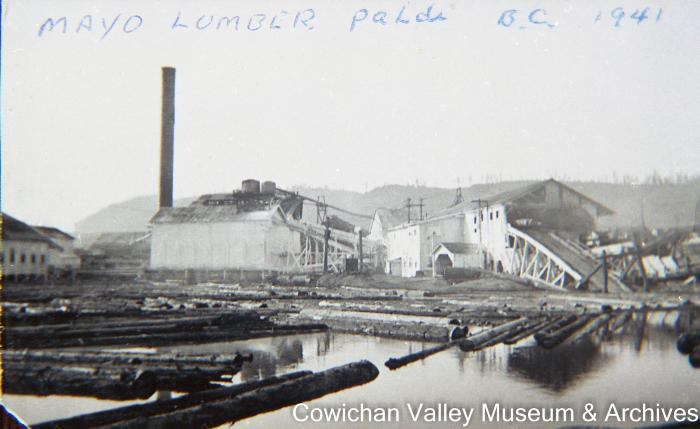 MAYO LUMBER Paldi B.C. 1941
Cowichan Valley Museum & Archives